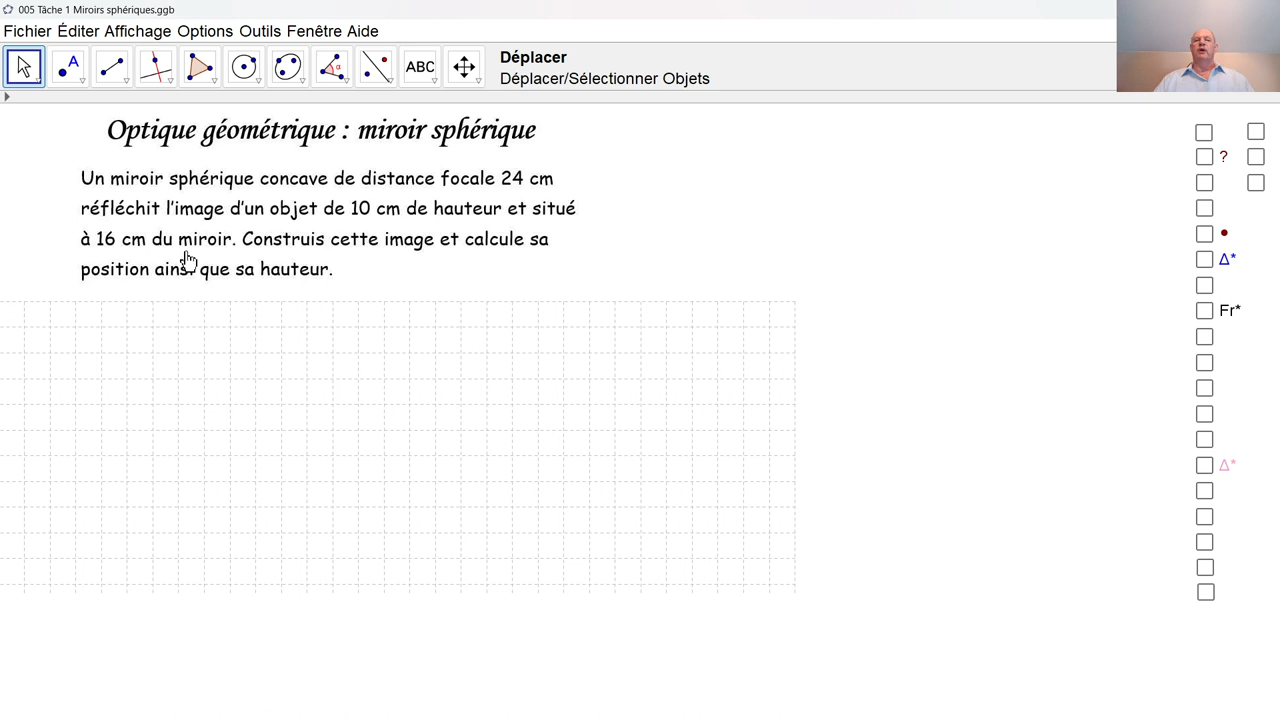 005 Tâche 1 Miroirs sphériques.ggb
Fichier Éditer Affichage Options Outils Fenêtre Aide
A
α
ABC
Déplacer
Déplacer/Sélectionner Objets
Optique géométrique : miroir sphérique
Un miroir sphérique concave de distance focale 24 cm
réfléchit l'image d'un objet de 10 cm de hauteur et situé
à 16 cm du miroir. Construis cette image et calcule sa
position ainsi que sa hauteur.
?
Δ*
Fr*
Δ*